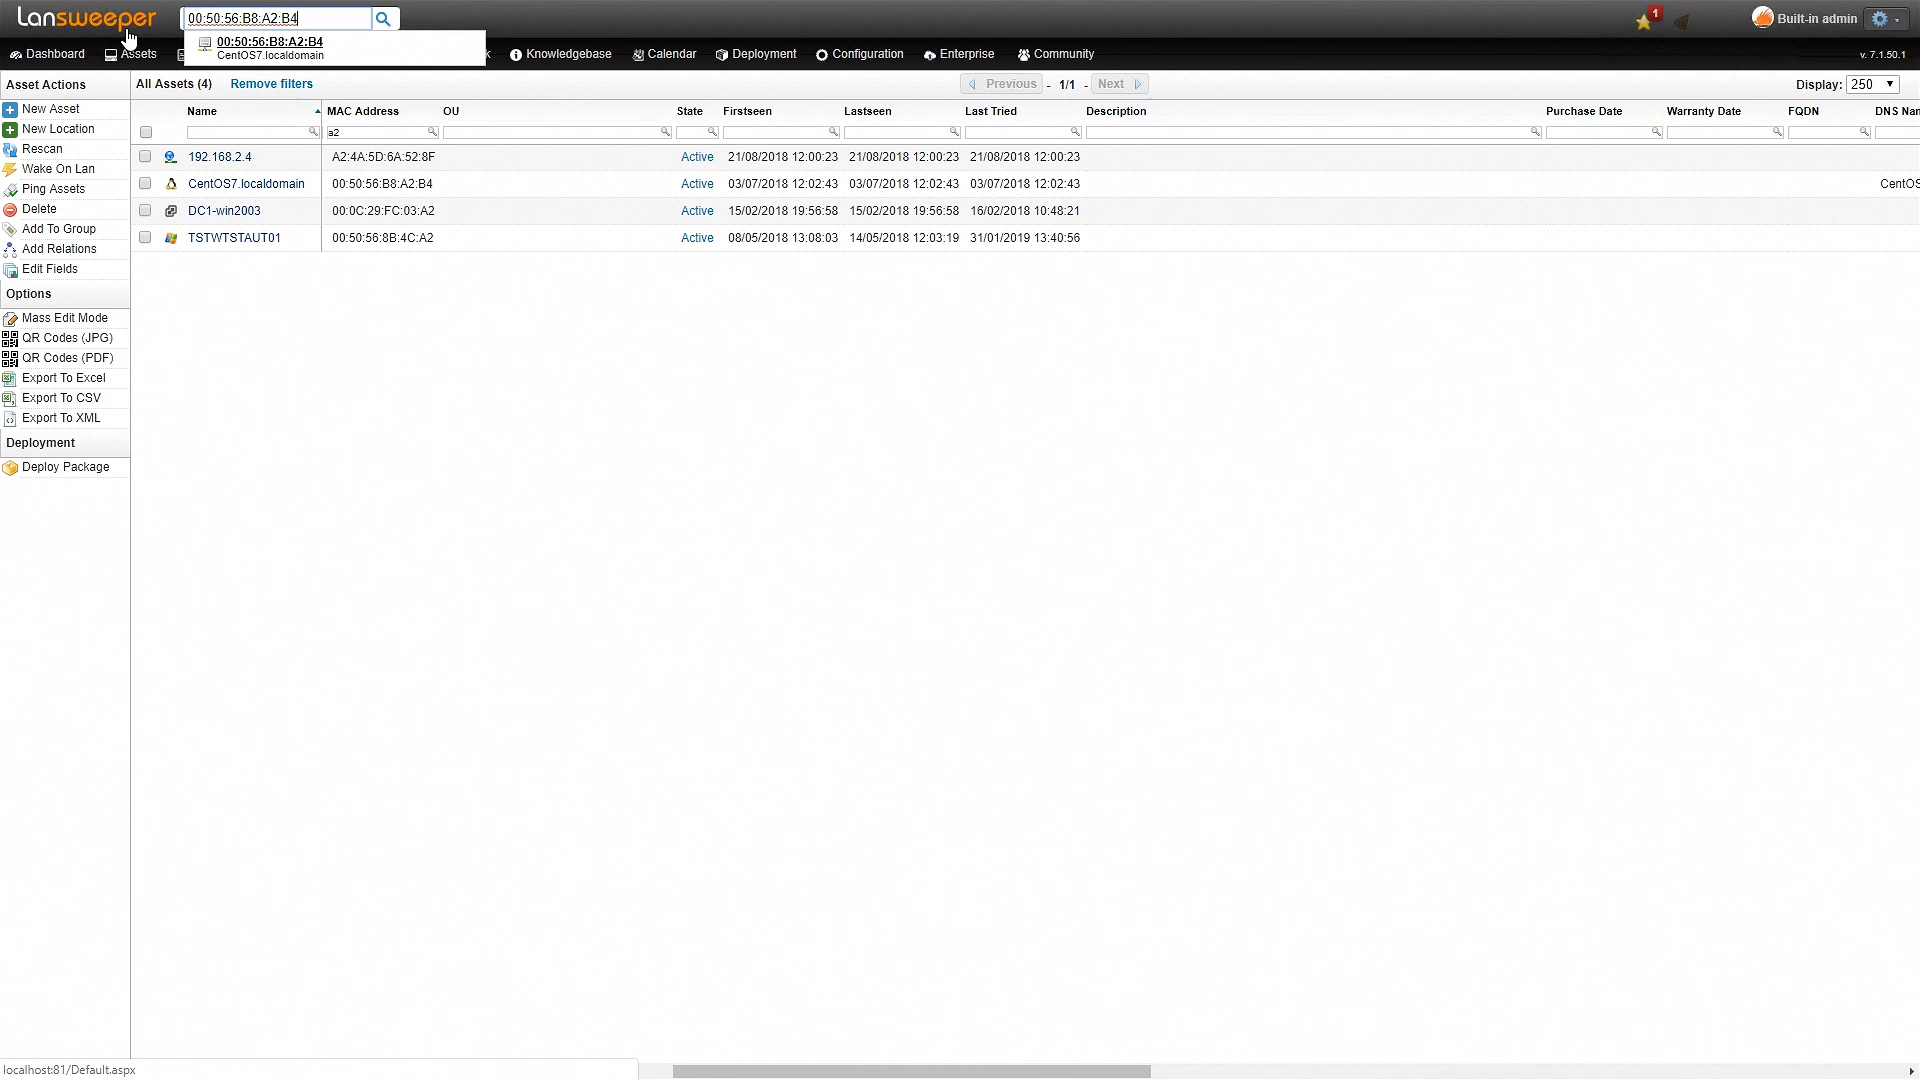 Lansweeper
00:50:56:B8:A2:B4
1
Built-in admin
00:50:56:B8:A2:B4
CentOS7.localdomain
Dashboard Assets k Knowledgebase Calendar Deployment Configuration Enterprise Community v. 7.1.50.1
Asset Actions
All Assets (4) Remove filters Previous - 1/1 - Next Display: 250
Name MAC Address OU State Firstseen Lastseen Last Tried Description Purchase Date Warranty Date FQDN DNS Nan
a2
192.168.2.4 A2:4A:5D:6A:52:8F Active 21/08/2018 12:00:23 21/08/2018 12:00:23 21/08/2018 12:00:23
CentOS7.localdomain 00:50:56:B8:A2:B4 Active 03/07/2018 12:02:43 03/07/2018 12:02:43 03/07/2018 12:02:43 CentOS
DC1-win2003 00:0C:29:FC:03:A2 Active 15/02/2018 19:56:58 15/02/2018 19:56:58 16/02/2018 10:48:21
TSTWTSTAUT01 00:50:56:8B:4C:A2 Active 08/05/2018 13:08:03 14/05/2018 12:03:19 31/01/2019 13:40:56
New Asset
New Location
Rescan
Wake On Lan
Ping Assets
Delete
Add To Group
Add Relations
Edit Fields
Options
Mass Edit Mode
QR Codes (JPG)
QR Codes (PDF)
Export To Excel
Export To CSV
Export To XML
Deployment
Deploy Package
localhost:81/Default.aspx